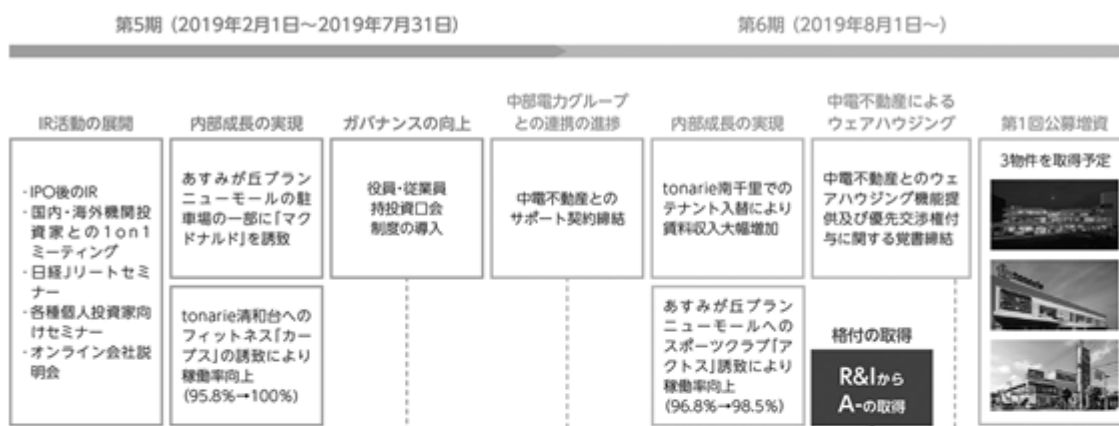 第5期 (2019年2月1日～2019年7月31日)
第6期 (2019年8月1日～)
IR活動の展開
・IPO後のIR
・国内・海外機関投
資家との1on1
ミーティング
・日経Jリートセミ
ナー
・各種個人投資家向
けセミナー
・オンライン会社説
明会
内部成長の実現
あすみが丘ブラン
ニューモールの駐
車場の一部に「マク
ドナルド」を誘致
tonarie清和台への
フィットネス「カー
ブス」の誘致により
稼働率向上
(95.8%→100%)
ガバナンスの向上
役員・従業員
持投資口会
制度の導入
中部電力グループ
との連携の進捗
中電不動産との
サポート契約締結
内部成長の実現
tonarie南千里での
テナント入替により
賃料収入大幅増加
あすみが丘ブラン
ニューモールへの
スポーツクラブ「ア
クトス」誘致により
稼働率向上
(96.8%→98.5%)
中電不動産による
ウェアハウジング
中電不動産とのウェ
アハウジング機能提
供及び優先交渉権付
与に関する覚書締結
格付の取得
R&Iから
A-の取得
第1回公募増資
3物件を取得予定
tonarie